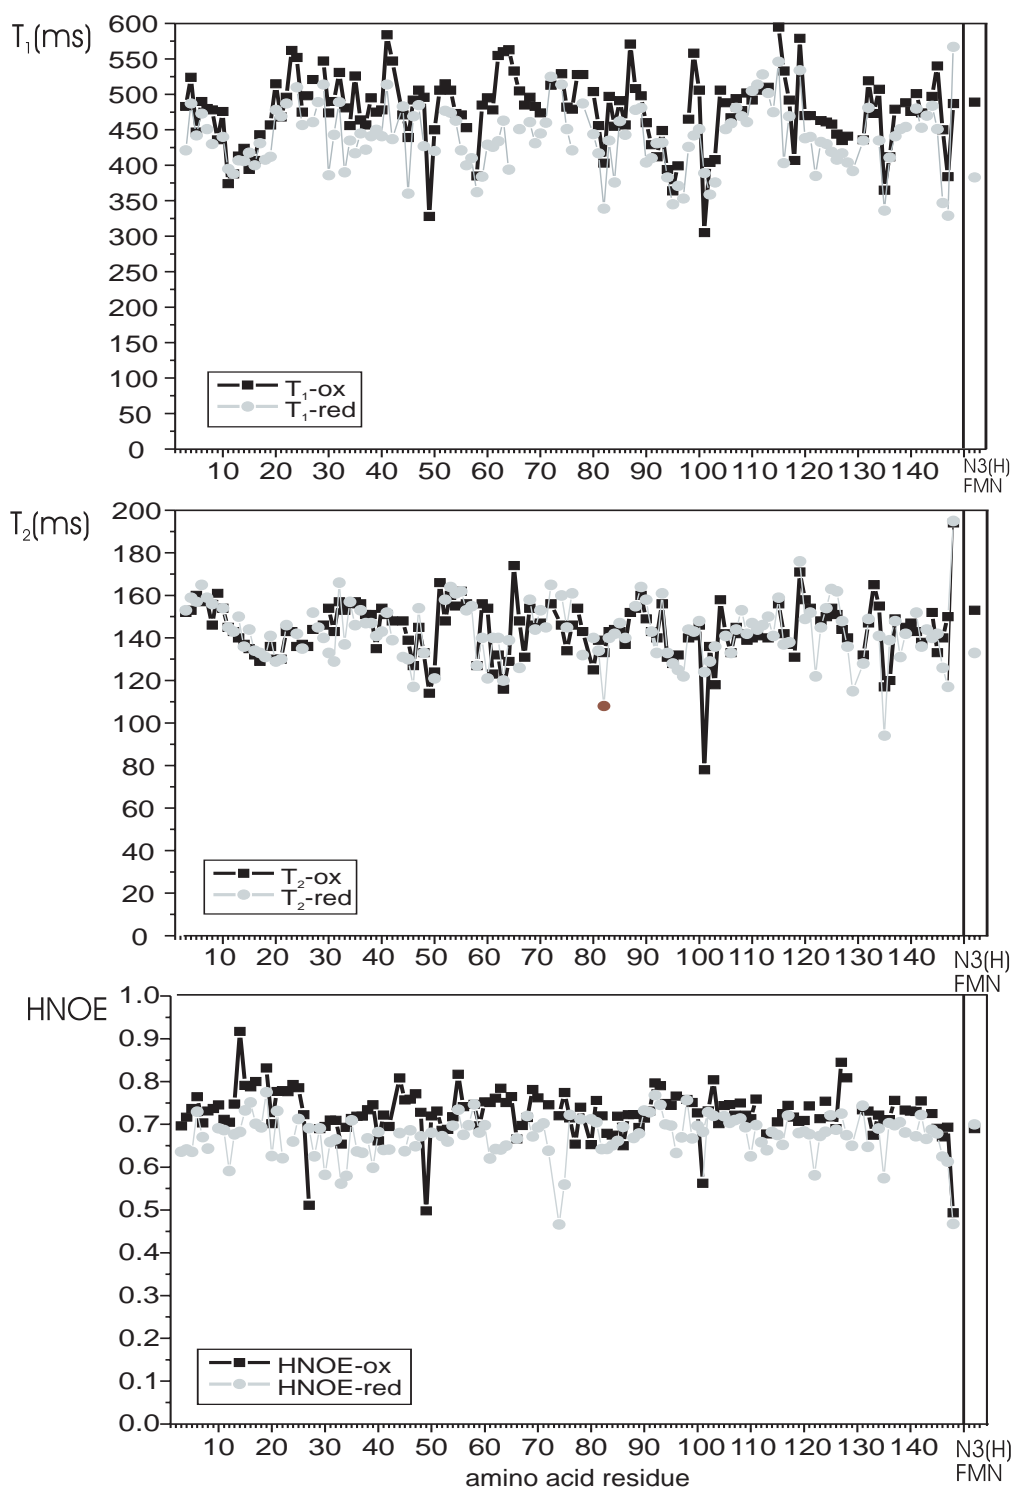 T1(ms)
600
550
500
450
400
350
300
250
200
150
100
50
0
T1-ox
T1-red
10 20 30 40 50 60 70 80 90 100 110 120 130 140 N3(H)
FMN
T2(ms)
200
180
160
140
120
100
80
60
40
20
0
T2-ox
T2-red
10 20 30 40 50 60 70 80 90 100 110 120 130 140 N3(H)
FMN
HNOE
1.0
0.9
0.8
0.7
0.6
0.5
0.4
0.3
0.2
0.1
0.0
HNOE-ox
HNOE-red
10 20 30 40 50 60 70 80 90 100 110 120 130 140 N3(H)
FMN
amino acid residue